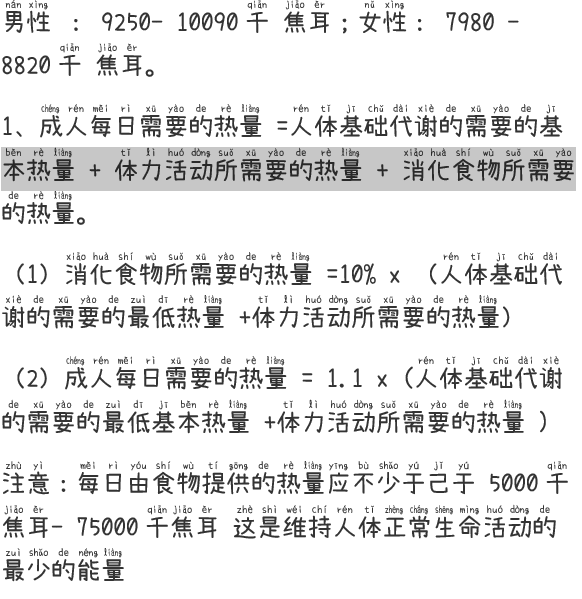 nán xìng qiān jiāo ěr nǚ xìng
男性 : 9250- 10090 千 焦耳 ; 女性: 7980 -
qiān jiāo ěr
8820 千 焦耳。
chéng rén měi rì xū yào de rè liàng rén tǐ jī chǔ dài xiè de xū yào de jī
1、成人每日需要的热量 =人体基础代谢的需要的基
běn rè liàng tǐ lì huó dòng suǒ xū yào de rè liàng xiāo huà shí wù suǒ xū yào
本热量 + 体力活动所需要的热量 + 消化食物所需要
de rè liàng
的热量。
xiāo huà shí wù suǒ xū yào de rè liàng rén tǐ jī chǔ dài
(1) 消化食物所需要的热量 =10% x (人体基础代
xiè de xū yào de zuì dī rè liàng tǐ lì huó dòng suǒ xū yào de rè liàng
谢的需要的最低热量 +体力活动所需要的热量)
chéng rén měi rì xū yào de rè liàng rén tǐ jī chǔ dài xiè
(2) 成人每日需要的热量 = 1.1 x (人体基础代谢
de xū yào de zuì dī jī běn rè liàng tǐ lì huó dòng suǒ xū yào de rè liàng
的需要的最低基本热量 +体力活动所需要的热量 )
zhù yì měi rì yóu shí wù tí gōng de rè liàng yīng bù shǎo yú jǐ yú qiān
注意:每日由食物提供的热量应不少于己于 5000 千
jiāo ěr qiān jiāo ěr zhè shì wéi chí rén tǐ zhèng cháng shēng mìng huó dòng de
焦耳- 75000 千焦耳 这是维持人体正常生命活动的
zuì shǎo de néng liàng
最少的能量